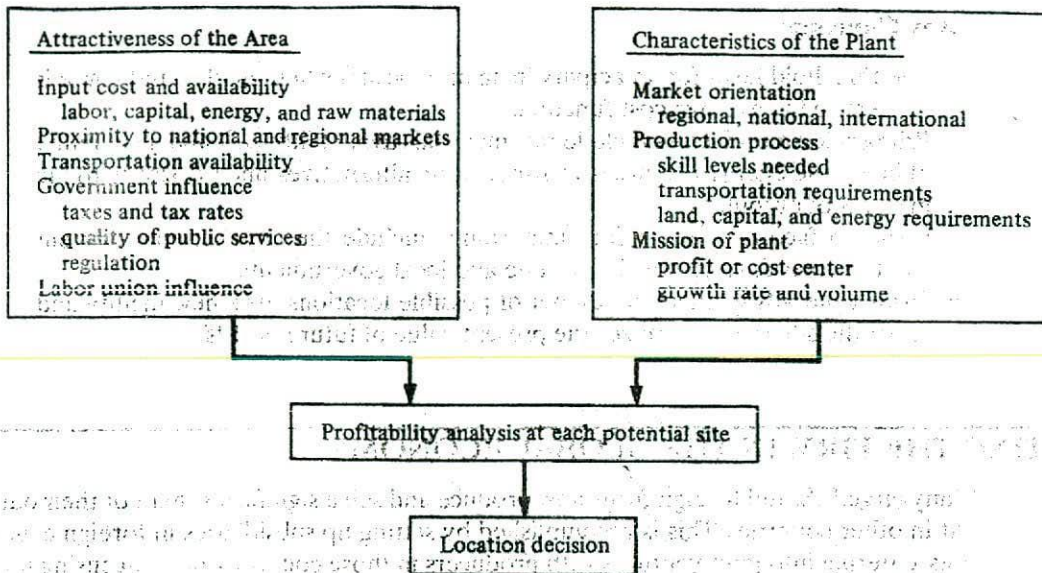 Attractiveness of the Area
Input cost and availability
labor, capital, energy, and raw materials
Proximity to national and regional markets
Transportation availability
Government influence
taxes and tax rates
quality of public services
regulation
Labor union influence
Characteristics of the Plant
Market orientation
regional, national, international
Production process
skill levels needed
transportation requirements
land, capital, and energy requirements
Mission of plant
profit or cost center
growth rate and volume
Profitability analysis at each potential site
Location decision